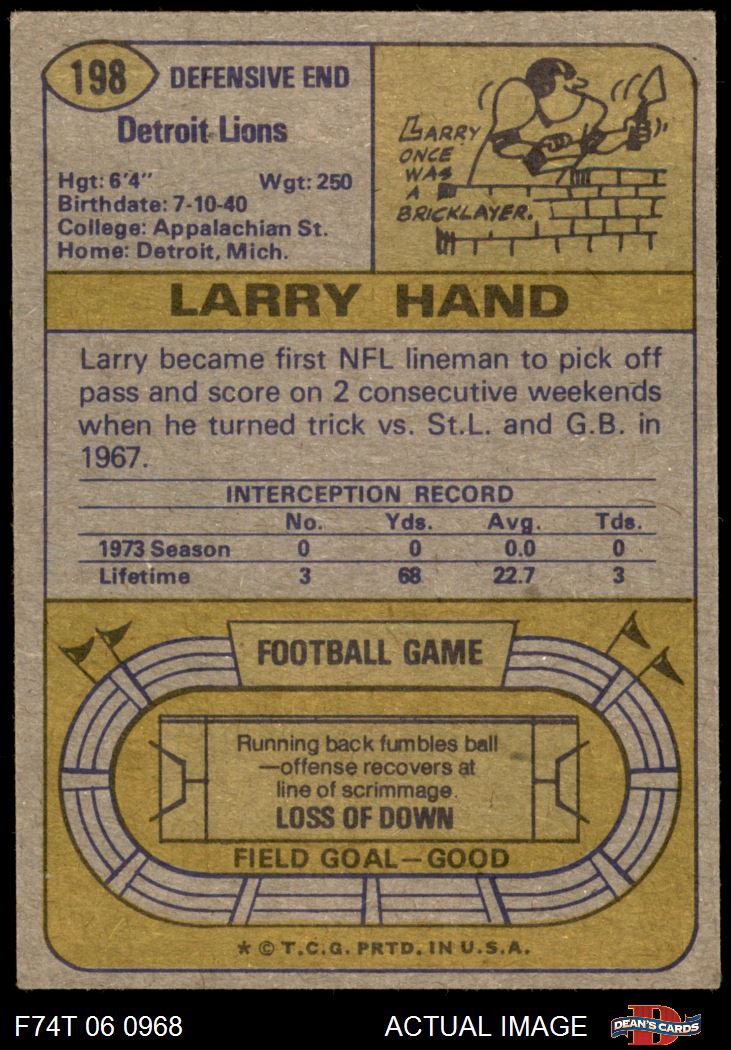 198
DEFENSIVE END
Detroit Lions
Hgt: 6'4" Wgt: 250
Birthdate: 7-10-40
College: Appalachian St.
Home: Detroit, Mich.
LARRY
ONCE
WAS
A
BRICKLAYER.
LARRY HAND
Larry became first NFL lineman to pick off
pass and score on 2 consecutive weekends
when he turned trick vs. St.L. and G.B. in
1967.
INTERCEPTION RECORD
No. Yds. Avg. Tds.
1973 Season 0 0 0.0 0
Lifetime 3 68 22.7 3
FOOTBALL GAME
Running back fumbles ball
—offense recovers at
line of scrimmage.
LOSS OF DOWN
FIELD GOAL—GOOD
* © T.C.G. PRTD. IN U.S.A.
F74T 06 0968 ACTUAL IMAGE
D
DEAN'S CARDS